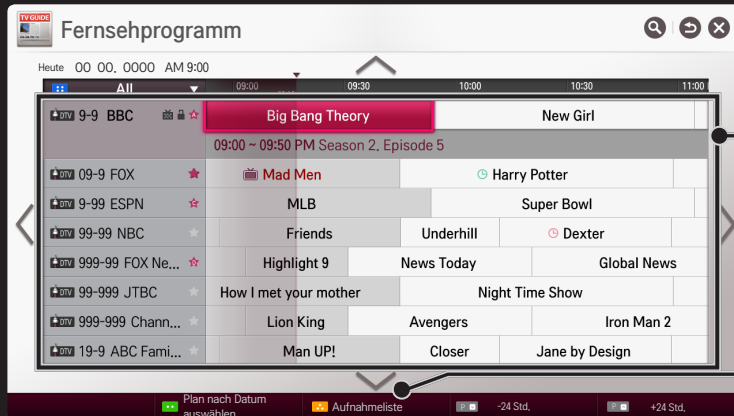 TV GUIDE
Fernsehprogramm
Heute 00 00, 0000 AM 9:00
All 09:00 09:30 10:00 10:30 11:00
DTV 9-9 BBC Big Bang Theory New Girl
09:00 ~ 09:50 PM Season 2, Episode 5
DTV 09-9 FOX Mad Men Harry Potter
DTV 9-99 ESPN MLB Super Bowl
DTV 99-99 NBC Friends Underhill Dexter
DTV 999-99 FOX Ne... Highlight 9 News Today Global News
DTV 99-999 JTBC How I met your mother Night Time Show
DTV 999-999 Chann... Lion King Avengers Iron Man 2
DTV 19-9 ABC Fami... Man UP! Closer Jane by Design
Plan nach Datum
auswählen
Aufnahmeliste P -24 Std. P +24 Std.